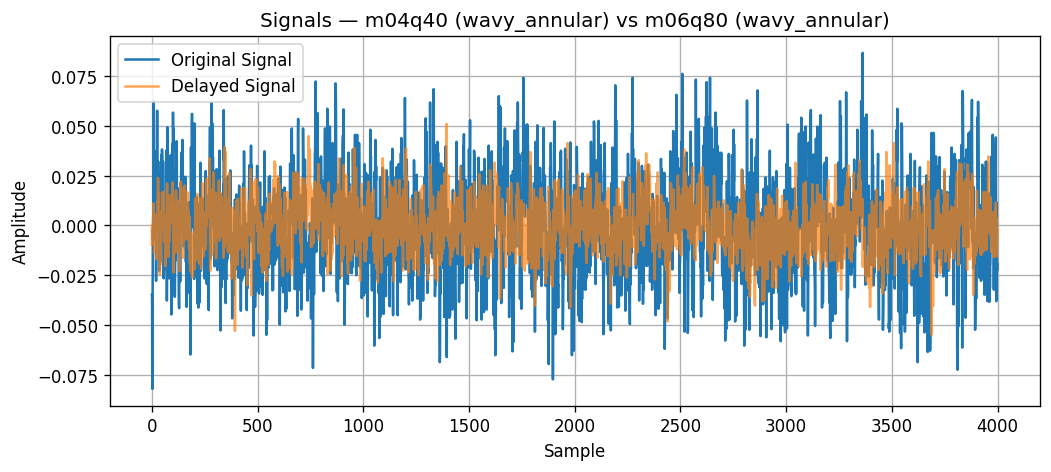 Signals — m04q40 (wavy_annular) vs m06q80 (wavy_annular)
Original Signal
Delayed Signal
0.075
0.050
0.025
0.000
−0.025
−0.050
−0.075
Amplitude
0 500 1000 1500 2000 2500 3000 3500 4000
Sample